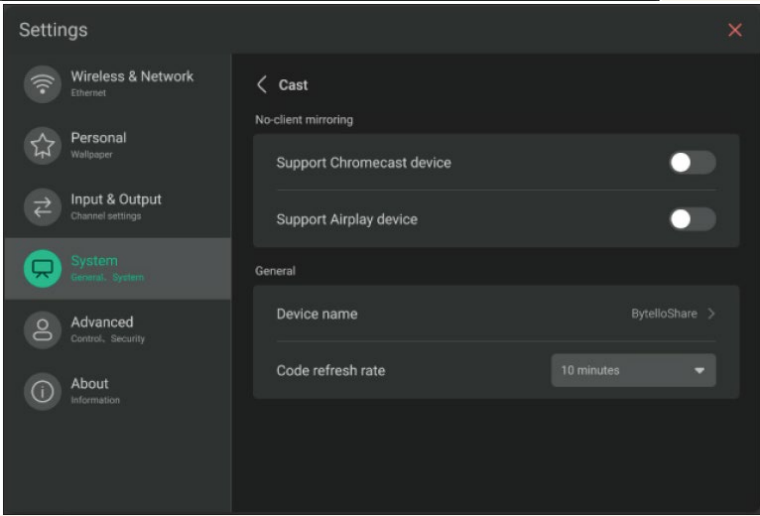 Settings
Wireless & Network
Ethernet
Personal
Wallpaper
Input & Output
Channel settings
System
General、System
Advanced
Control、Security
About
Information
Cast
No-client mirroring
Support Chromecast device
Support Airplay device
General
Device name
BytelloShare
Code refresh rate
10 minutes